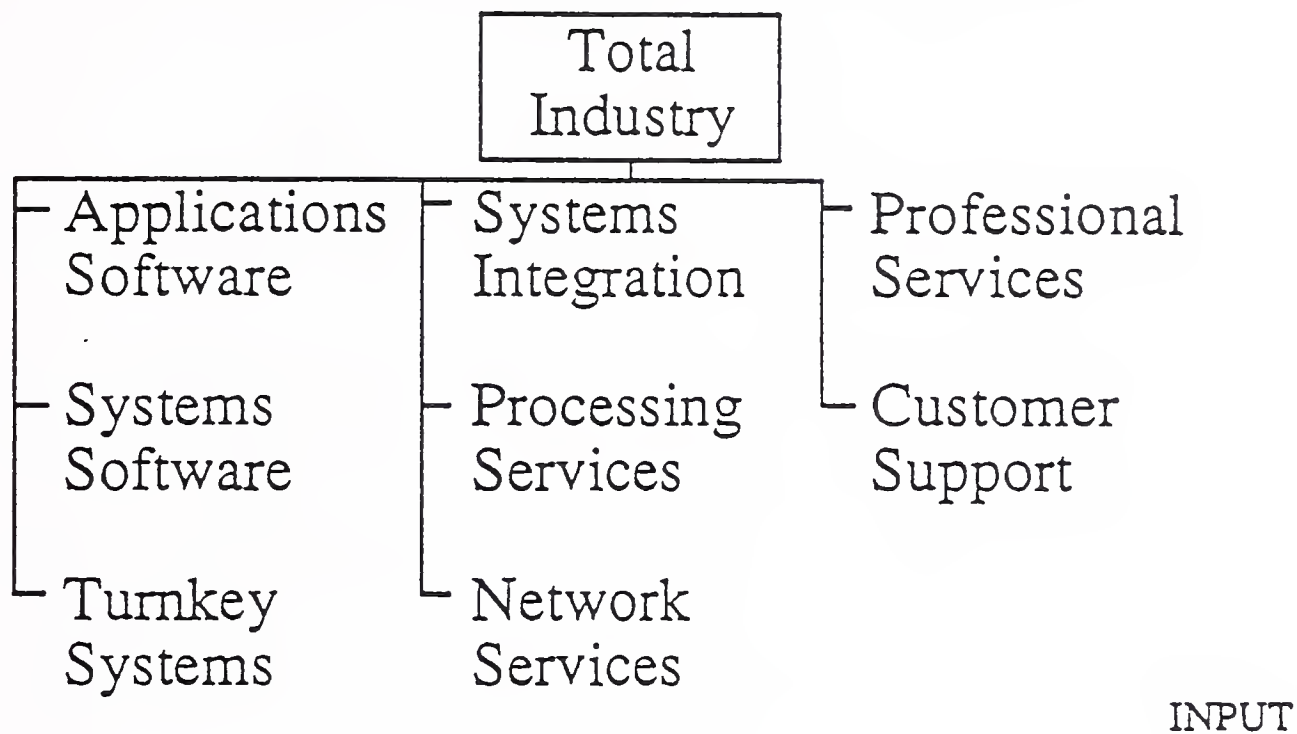 Total
Industry
Applications
Software
Systems
Software
Turnkey
Systems
Systems
Integration
Processing
Services
Network
Services
Professional
Services
Customer
Support
INPUT